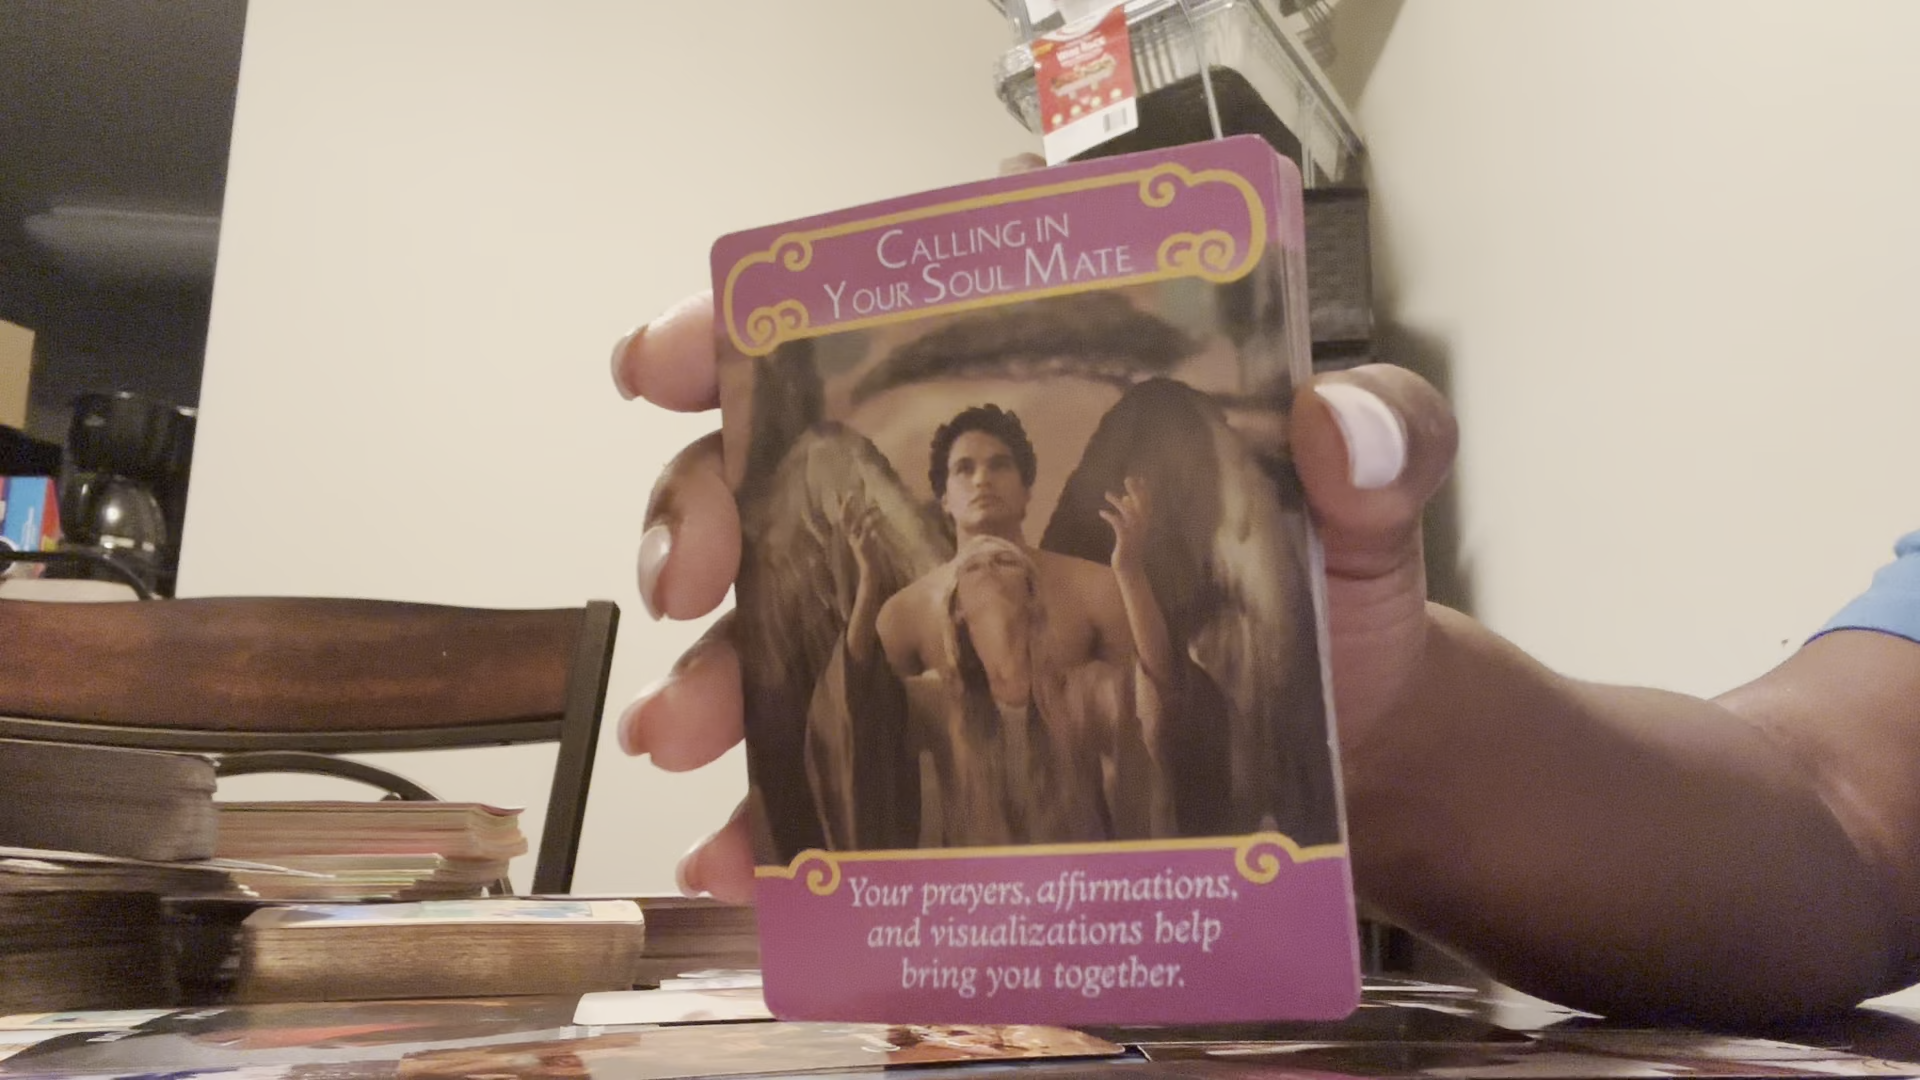 CALLING IN
YOUR SOUL MATE
Your prayers, affirmations,
and visualizations help
bring you together.